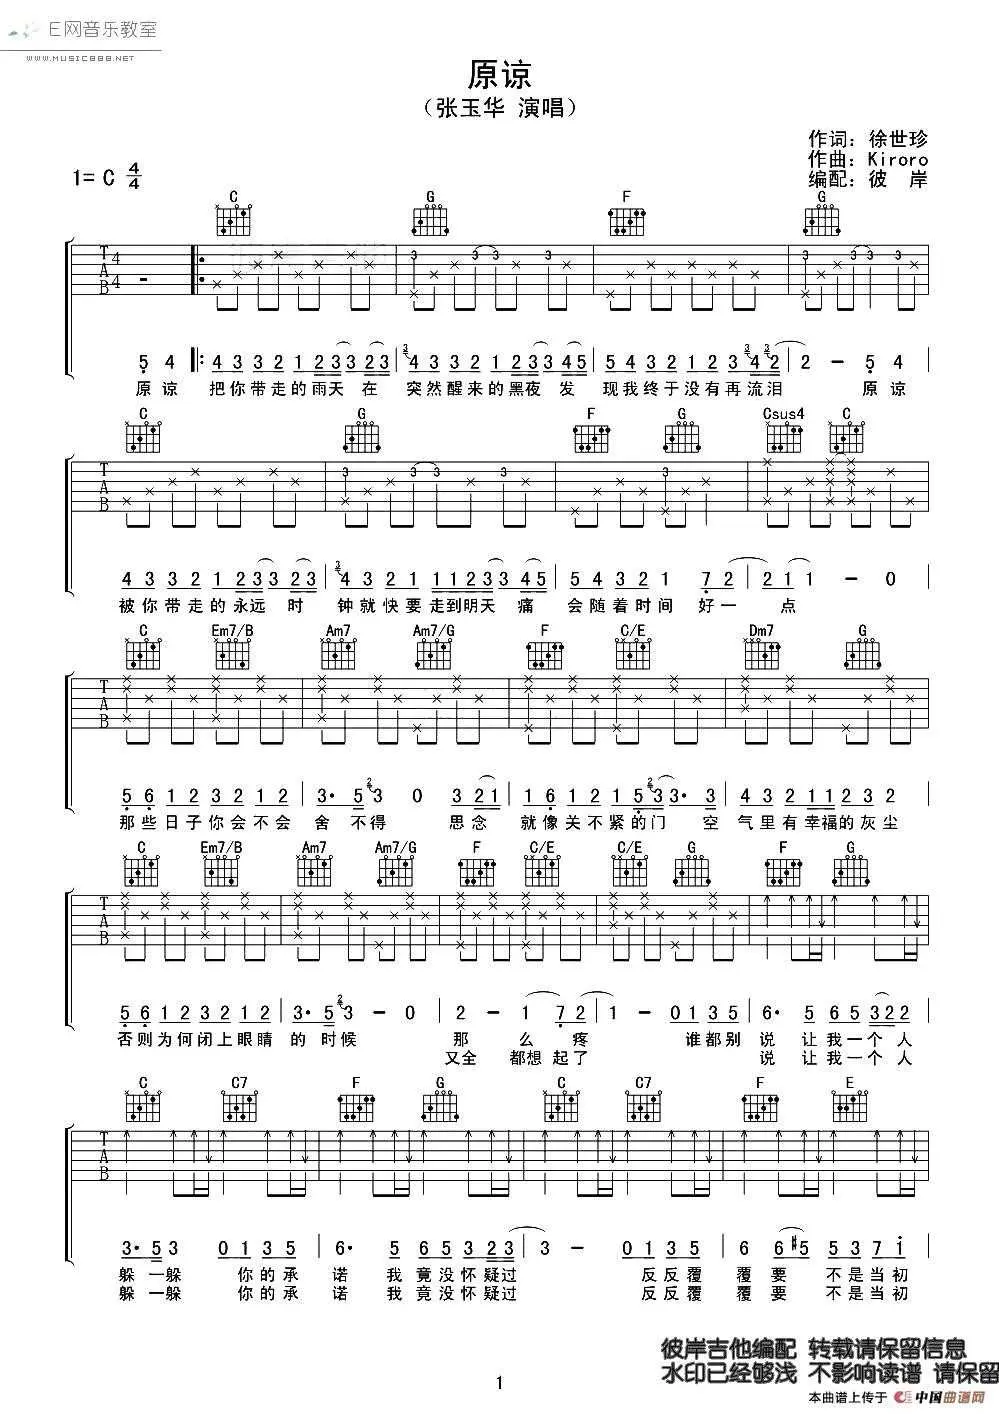 E网音乐教室
WWW.MUSIC888.NET
原谅
（张玉华 演唱）
作词：徐世珍
作曲：Kiroro
编配：彼 岸
1= C 4/4
C G F G
T A B 4 4
5 4 4 3 3 2 1 2 3 3 2 3 4 3 3 2 1 2 3 3 4 5 5 4 3 2 1 2 3 4 2 2 - 5 4
原谅 把你带走的雨天 在 突然醒来的黑夜 发 现我终于没有再流泪 原谅
C G F G Csus4 C
T A B
4 3 3 2 1 2 3 3 2 3 4 3 2 1 1 1 2 3 3 4 5 5 4 3 2 1 7 2 2 1 1 - 0
被你带走的永远 时 钟就快要走到明天 痛 会随着时间 好一 点
C Em7/B Am7 Am7/G F C/E Dm7 G
T A B
5 6 1 2 3 2 1 2 3· 5 3 0 3 2 1 1 6 1 2 1 5 3 3· 5 4 3 2 1 1 2 3 2
那些日子你会不会 舍 不得 思念 就像关不紧的门 空 气里有幸福的灰尘
C Em7/B Am7 Am7/G F C/E C/E G F G
T A B
5 6 1 2 3 2 1 2 3· 5 3 - 0 2 - 1 7 2 1 - 0 1 3 5 6· 5 6 5 3 2 2
否则为何闭上眼睛 的 时候 那 么 疼 谁都别 说 让 我一个 人
又全 都想 起了 说 让 我一个 人
C C7 F G C C7 F E
T A B
3· 5 3 0 1 3 5 6· 5 6 5 3 2 3 3 - 0 1 3 5 6 6 #5 5 3 7 1
躲 一躲 你的承 诺 我 竟没怀疑过 反反覆 覆要 不是当初
躲 一躲 你的承 诺 我 竟没怀疑过 反反覆 覆要 不是当初
彼岸吉他编配 转载请保留信息
水印已经够浅 不影响读谱 请保留
本曲谱上传于 中国曲谱网
1